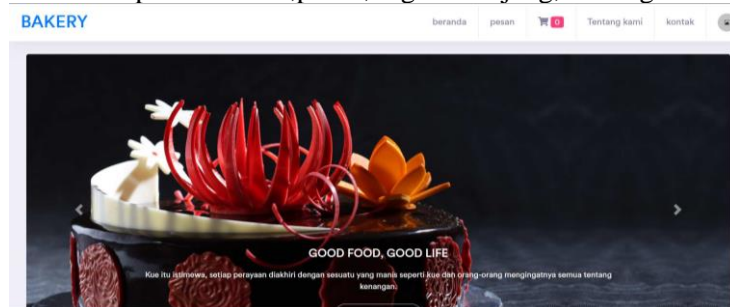 BAKERY
beranda pesan 0 Tentang kami kontak
GOOD FOOD, GOOD LIFE
Kue itu istimewa, setiap perayaan diakhiri dengan sesuatu yang manis seperti kue dan orang-orang mengingatnya semua tentang
kenangan.